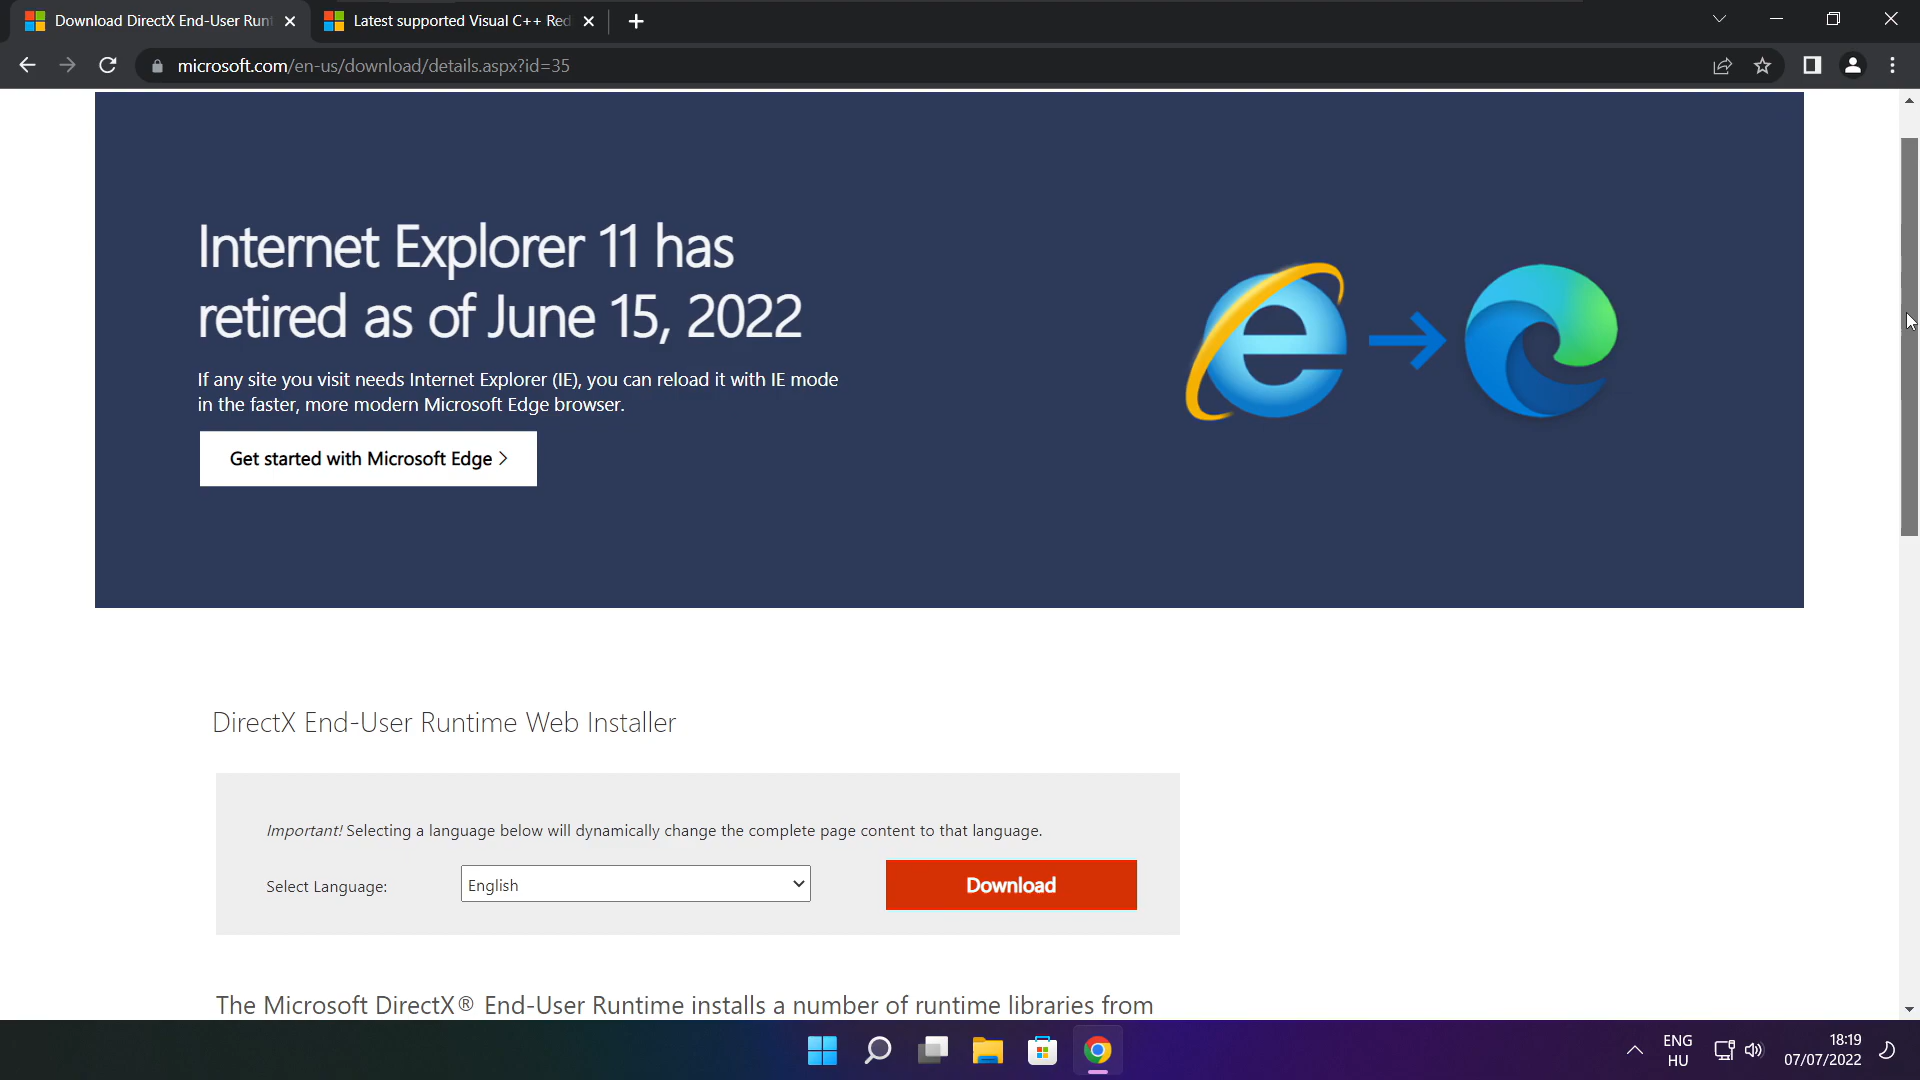 Download DirectX End-User Run
Latest supported Visual C++ Red
microsoft.com/en-us/download/details.aspx?id=35
Internet Explorer 11 has
retired as of June 15, 2022
If any site you visit needs Internet Explorer (IE), you can reload it with IE mode
in the faster, more modern Microsoft Edge browser.
Get started with Microsoft Edge >
DirectX End-User Runtime Web Installer
Important! Selecting a language below will dynamically change the complete page content to that language.
Select Language:
English
Download
The Microsoft DirectX® End-User Runtime installs a number of runtime libraries from
ENG
HU
18:19
07/07/2022